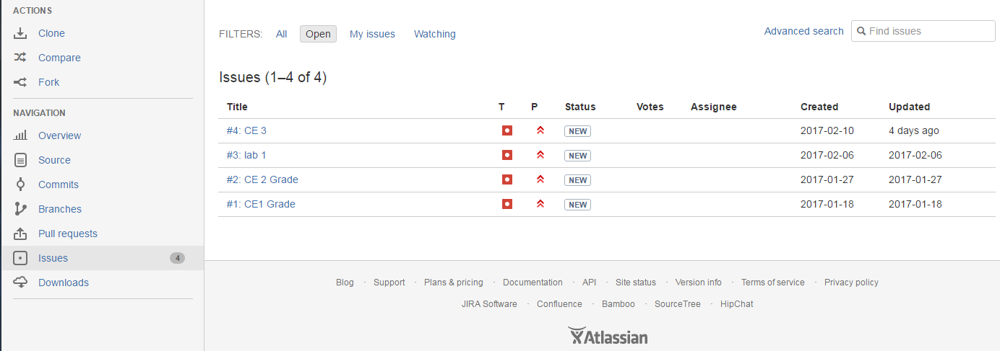 ACTIONS
Clone
Compare
Fork
NAVIGATION
Overview
Source
Commits
Branches
Pull requests
Issues 4
Downloads
FILTERS: All Open My issues Watching
Advanced search Find issues
Issues (1–4 of 4)
Title T P Status Votes Assignee Created Updated
#4: CE 3 NEW 2017-02-10 4 days ago
#3: lab 1 NEW 2017-02-06 2017-02-06
#2: CE 2 Grade NEW 2017-01-27 2017-01-27
#1: CE1 Grade NEW 2017-01-18 2017-01-18
Blog · Support · Plans & pricing · Documentation · API · Site status · Version info · Terms of service · Privacy policy
JIRA Software · Confluence · Bamboo · SourceTree · HipChat
Atlassian